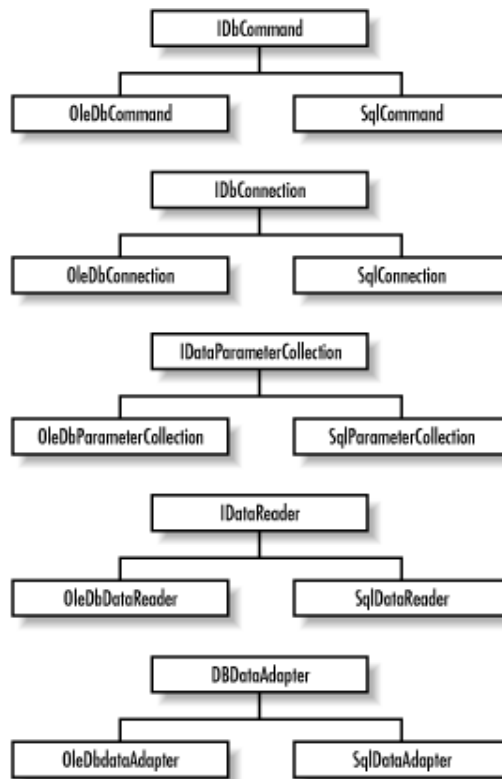 IDbCommand
OleDbCommand
SqlCommand
IDbConnection
OleDbConnection
SqlConnection
IDataParameterCollection
OleDbParameterCollection
SqlParameterCollection
IDataReader
OleDbDataReader
SqlDataReader
DBDataAdapter
OleDbdataAdapter
SqlDataAdapter